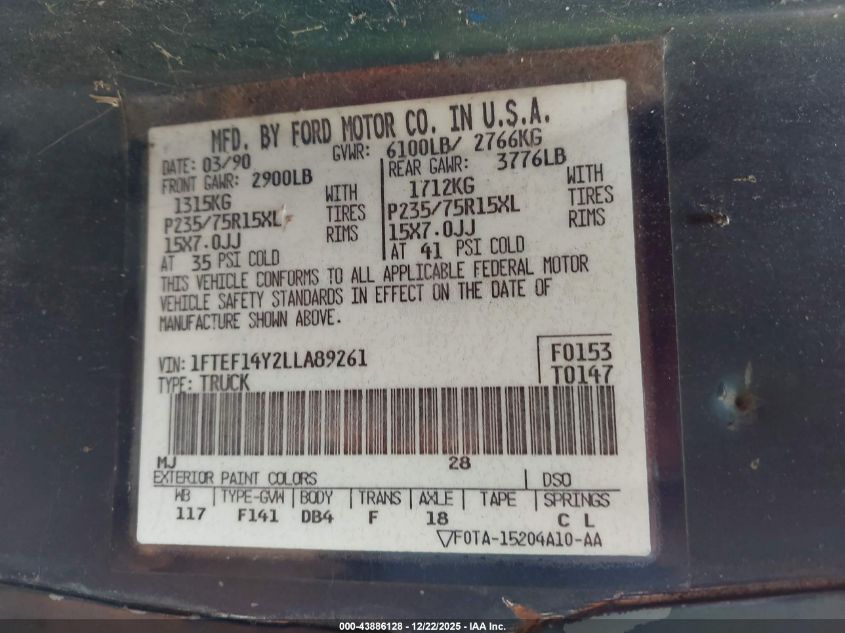 MFD. BY FORD MOTOR CO. IN U.S.A.
DATE: 03/90 GVWR: 6100LB/ 2766KG
FRONT GAWR: 2900LB REAR GAWR: 3776LB
1315KG WITH 1712KG WITH
P235/75R15XL TIRES P235/75R15XL TIRES
15X7.0JJ RIMS 15X7.0JJ RIMS
AT 35 PSI COLD AT 41 PSI COLD
THIS VEHICLE CONFORMS TO ALL APPLICABLE FEDERAL MOTOR
VEHICLE SAFETY STANDARDS IN EFFECT ON THE DATE OF
MANUFACTURE SHOWN ABOVE.
VIN: 1FTEF14Y2LLA89261 F0153
TYPE: TRUCK T0147
MJ 28
EXTERIOR PAINT COLORS DSO
WB TYPE-GVW BODY TRANS AXLE TAPE SPRINGS
117 F141 DB4 F 18 C L
F0TA-15204A10-AA
000-43886128 - 12/22/2025 - IAA Inc.